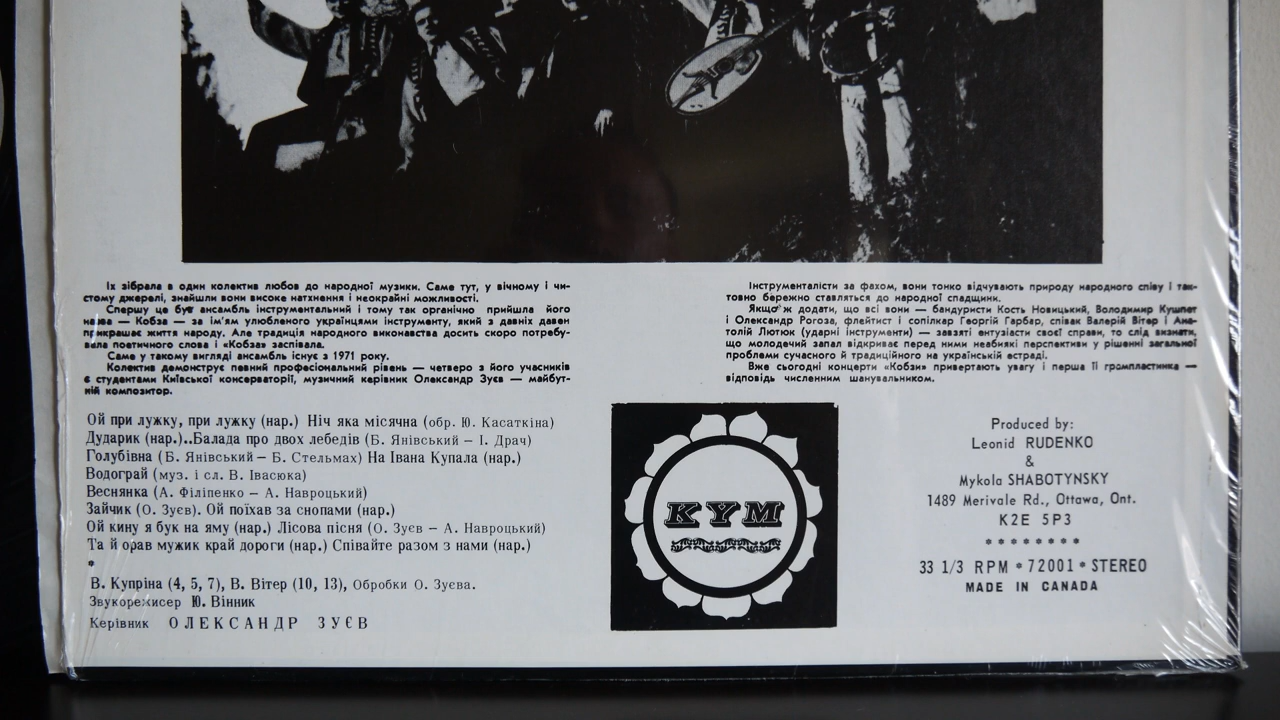 Їх зібрала в один колектив любов до народної музики. Саме тут, у вічному і чи-
стому джерелі, знайшли вони високе натхнення і неокрайні можливості.
Спершу це був ансамбль інструментальний і тому так органічно прийшла його
назва — Кобза — за ім'ям улюбленого українцями інструменту, який з давніх давен
прикрашає життя народу. Але традиція народного виконавства досить скоро потребу-
вала поетичного слова і «Кобза» заспівала.
Саме у такому вигляді ансамбль існує з 1971 року.
Колектив демонструє певний професіональний рівень — четверо з його учасників
є студентами Київської консерваторії, музичний керівник Олександр Зуєв — майбут-
ній композитор.
Інструменталісти за фахом, вони тонко відчувають природу народного співу і так-
товно бережно ставляться до народної спадщини.
Якщо ж додати, що всі вони — бандуристи Кость Новицький, Володимир Кушпет
і Олександр Рогоза, флейтист і сопілкар Георгій Гарбар, співак Валерій Вітер і Ана-
толій Лютюк (ударні інструменти) — завзяті ентузіасти своєї справи, то слід визнати,
що молодечий запал відкриває перед ними неабиякі перспективи у рішенні загальної
проблеми сучасного й традиційного на українській естраді.
Вже сьогодні концерти «Кобзи» привертають увагу і перша її грампластинка —
відповідь численним шанувальникам.
Ой при лужку, при лужку (нар.) Ніч яка місячна (обр. Ю. Касаткіна)
Дударик (нар.)..Балада про двох лебедів (Б. Янівський — І. Драч)
Голубівна (Б. Янівський — Б. Стельмах) На Івана Купала (нар.)
Водограй (муз. і сл. В. Івасюка)
Веснянка (А. Філіпенко — А. Навроцький)
Зайчик (О. Зуєв). Ой поїхав за снопами (нар.)
Ой кину я бук на яму (нар.) Лісова пісня (О. Зуєв — А. Навроцький)
Та й орав мужик край дороги (нар.) Співайте разом з нами (нар.)
*
В. Купріна (4, 5, 7), В. Вітер (10, 13), Обробки О. Зуєва.
Звукорежисер Ю. Вінник
Керівник ОЛЕКСАНДР ЗУЄВ
KYM
Produced by:
Leonid RUDENKO
&
Mykola SHABOTYNSKY
1489 Merivale Rd., Ottawa, Ont.
K2E 5P3
* * * * * * * *
33 1/3 RPM * 72001 * STEREO
MADE IN CANADA